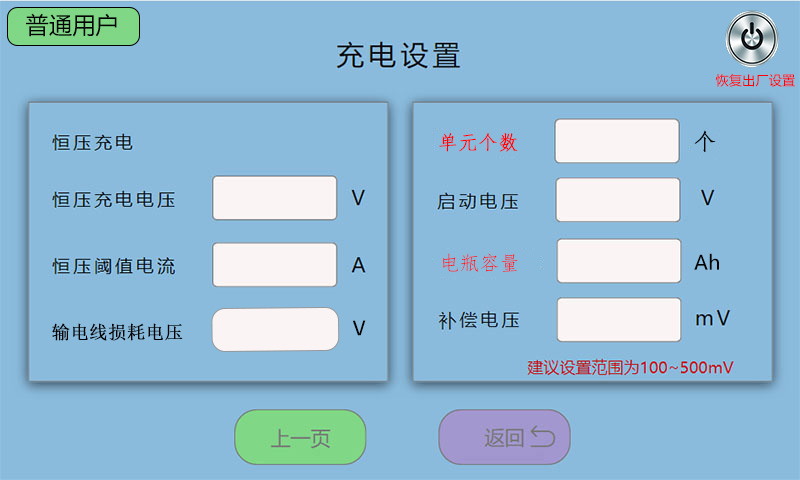 普通用户
充电设置
恢复出厂设置
恒压充电
恒压充电电压 V
恒压阈值电流 A
输电线损耗电压 V
单元个数 个
启动电压 V
电瓶容量 Ah
补偿电压 mV
建议设置范围为100~500mV
上一页
返回